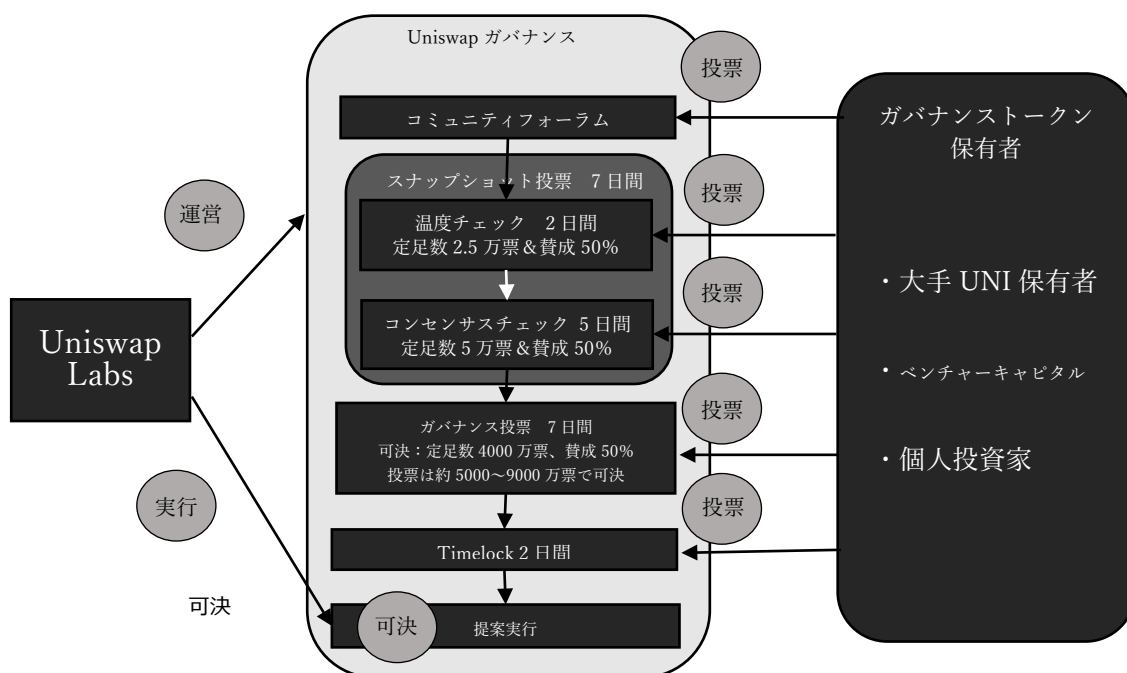 Uniswap ガバナンス
投票
コミュニティフォーラム
ガバナンストークン
保有者
スナップショット投票　7 日間
投票
運営
温度チェック　2 日間
定足数 2.5 万票＆賛成 50%
投票
・大手 UNI 保有者
コンセンサスチェック 5 日間
定足数 5 万票＆賛成 50%
Uniswap
Labs
・ベンチャーキャピタル
投票
ガバナンス投票　7 日間
可決：定足数 4000 万票、賛成 50%
投票は約 5000～9000 万票で可決
・個人投資家
実行
投票
Timelock 2 日間
可決
可決
提案実行